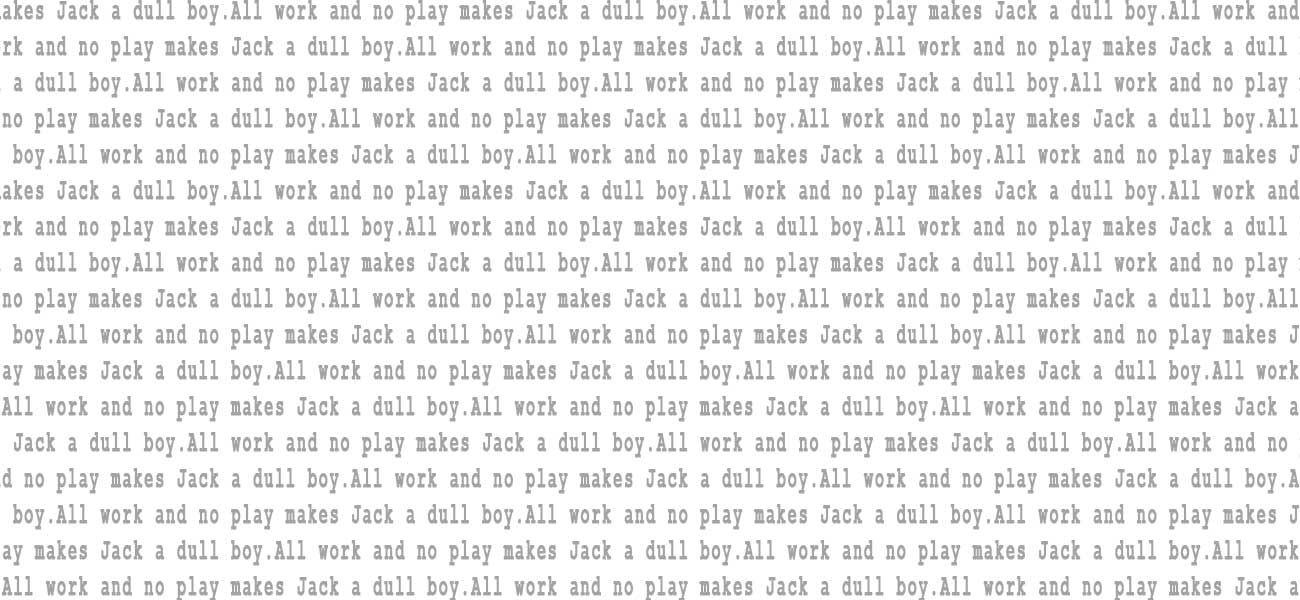 akes Jack a dull boy.All work and no play makes Jack a dull boy.All work and no play makes Jack a dull boy.All work and
rk and no play makes Jack a dull boy.All work and no play makes Jack a dull boy.All work and no play makes Jack a dull
a dull boy.All work and no play makes Jack a dull boy.All work and no play makes Jack a dull boy.All work and no play
no play makes Jack a dull boy.All work and no play makes Jack a dull boy.All work and no play makes Jack a dull boy.All
boy.All work and no play makes Jack a dull boy.All work and no play makes Jack a dull boy.All work and no play makes J
akes Jack a dull boy.All work and no play makes Jack a dull boy.All work and no play makes Jack a dull boy.All work and
rk and no play makes Jack a dull boy.All work and no play makes Jack a dull boy.All work and no play makes Jack a dull
a dull boy.All work and no play makes Jack a dull boy.All work and no play makes Jack a dull boy.All work and no play
no play makes Jack a dull boy.All work and no play makes Jack a dull boy.All work and no play makes Jack a dull boy.All
boy.All work and no play makes Jack a dull boy.All work and no play makes Jack a dull boy.All work and no play makes J
ay makes Jack a dull boy.All work and no play makes Jack a dull boy.All work and no play makes Jack a dull boy.All work
All work and no play makes Jack a dull boy.All work and no play makes Jack a dull boy.All work and no play makes Jack a
Jack a dull boy.All work and no play makes Jack a dull boy.All work and no play makes Jack a dull boy.All work and no
d no play makes Jack a dull boy.All work and no play makes Jack a dull boy.All work and no play makes Jack a dull boy.A
boy.All work and no play makes Jack a dull boy.All work and no play makes Jack a dull boy.All work and no play makes J
ay makes Jack a dull boy.All work and no play makes Jack a dull boy.All work and no play makes Jack a dull boy.All work
All work and no play makes Jack a dull boy.All work and no play makes Jack a dull boy.All work and no play makes Jack a